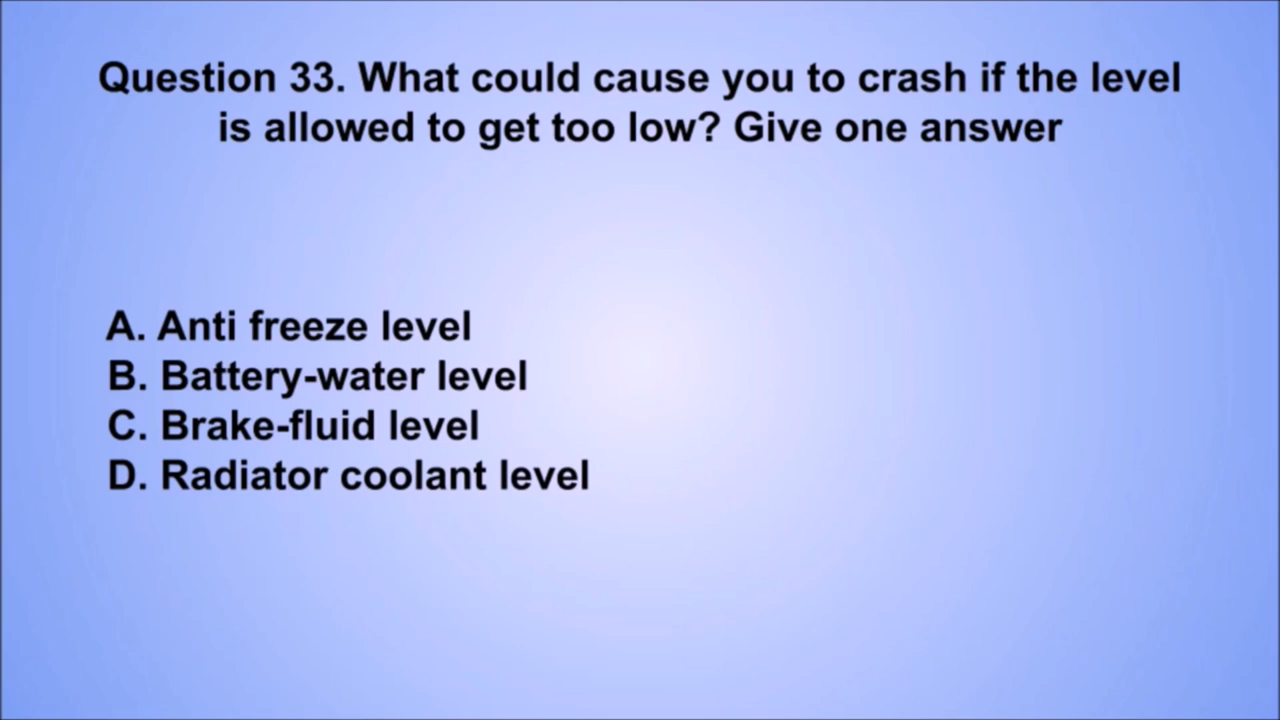 Question 33. What could cause you to crash if the level
is allowed to get too low? Give one answer
A. Anti freeze level
B. Battery-water level
C. Brake-fluid level
D. Radiator coolant level